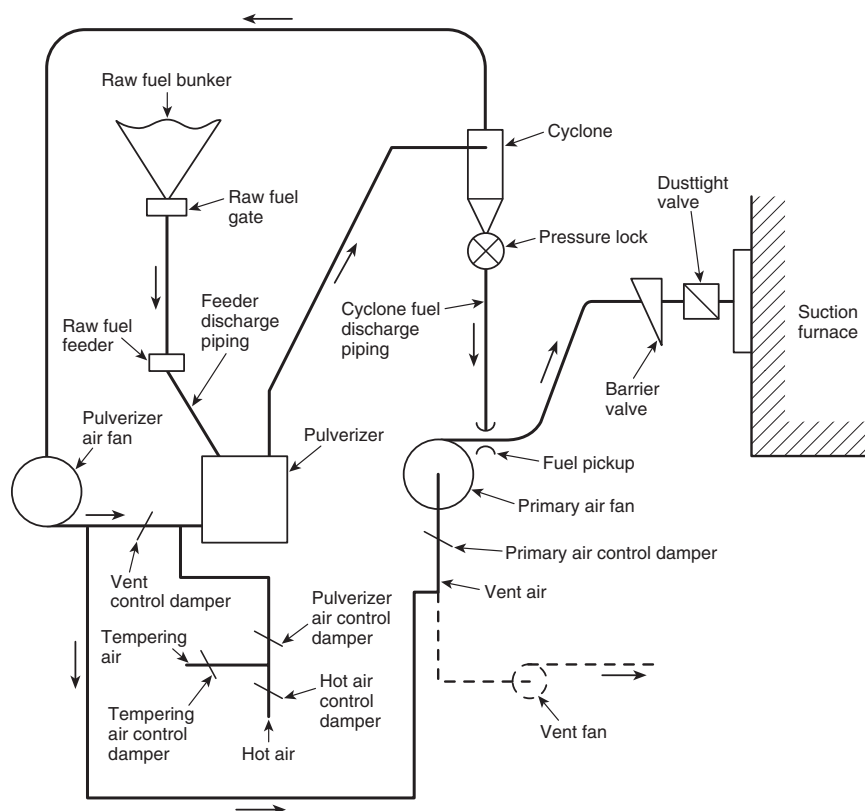 Raw fuel bunker
Raw fuel
gate
Cyclone
Dusttight
valve
Pressure lock
Feeder
discharge
piping
Cyclone fuel
discharge
piping
Raw fuel
feeder
Suction
furnace
Barrier
valve
Pulverizer
air fan
Pulverizer
Fuel pickup
Primary air fan
Primary air control damper
Vent
control damper
Vent air
Pulverizer
air control
damper
Tempering
air
Hot air
control
damper
Tempering
air control
damper
Hot air
Vent fan